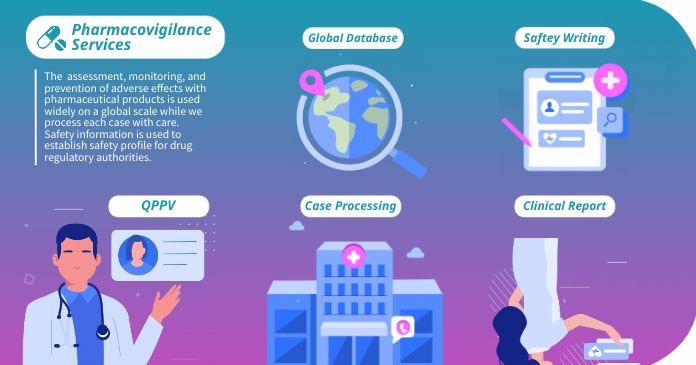 Pharmacovigilance
Services
The assessment, monitoring, and
prevention of adverse effects with
pharmaceutical products is used
widely on a global scale while we
process each case with care.
Safety information is used to
establish safety profile for drug
regulatory authorities.
Global Database
Saftey Writing
QPPV
Case Processing
Clinical Report